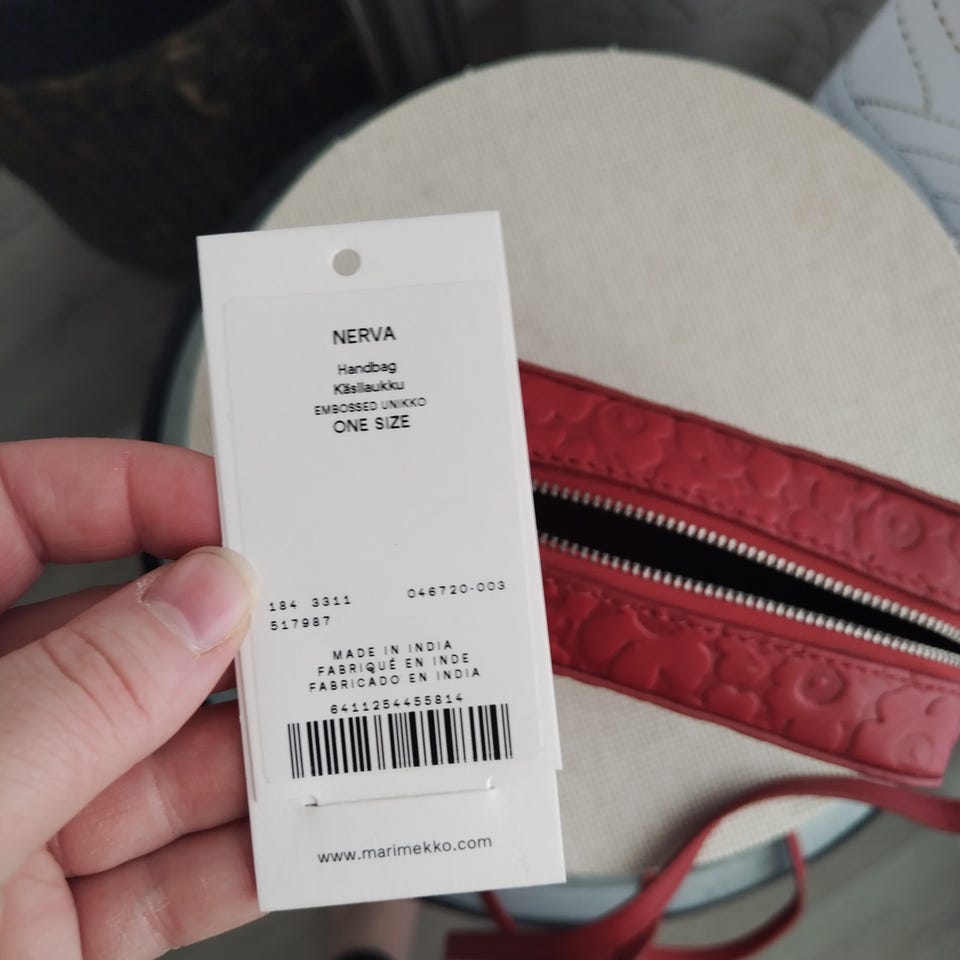 NERVA
Handbag
Käsilaukku
EMBOSSED UNIKKO
ONE SIZE
184 3311 046720-003
517987
MADE IN INDIA
FABRIQUÉ EN INDE
FABRICADO EN INDIA
6411254455814
www.marimekko.com